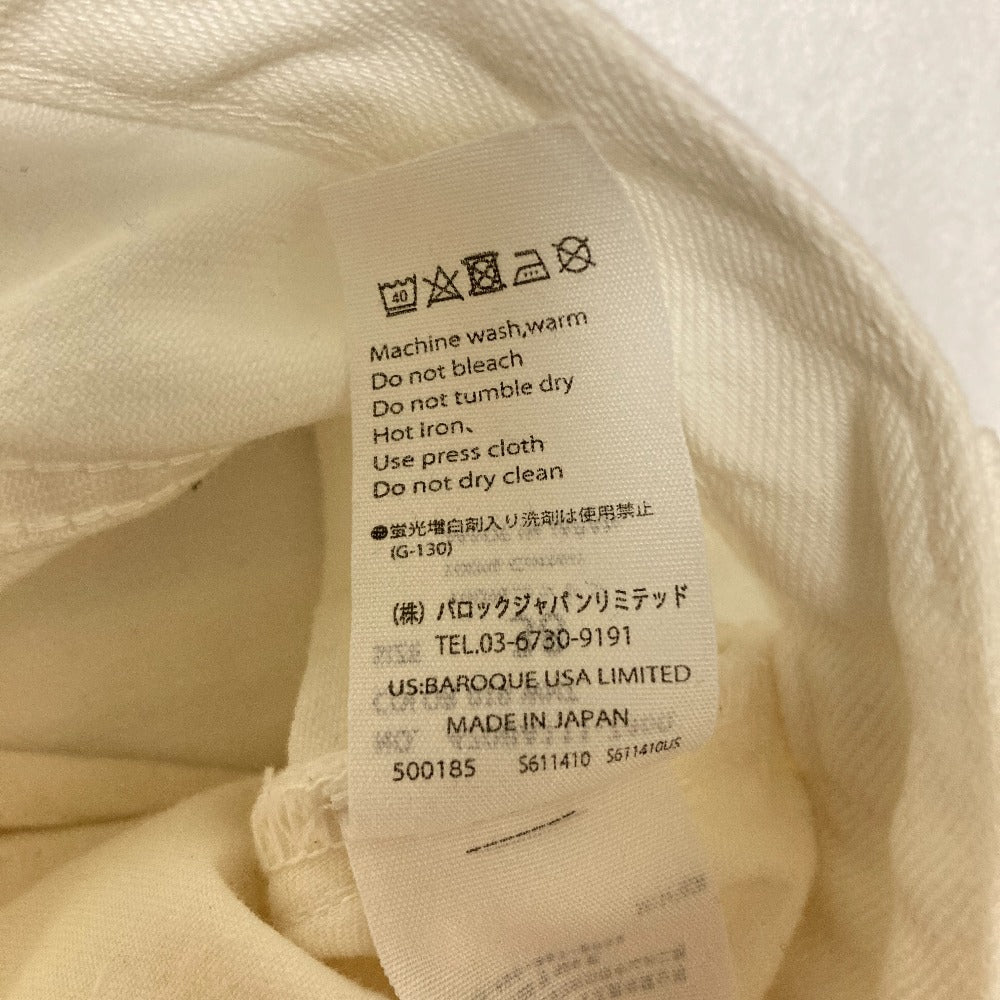 40
Machine wash,warm
Do not bleach
Do not tumble dry
Hot Iron、
Use press cloth
Do not dry clean
●蛍光増白剤入り洗剤は使用禁止
(G-130)
(株) バロックジャパンリミテッド
TEL.03-6730-9191
US:BAROQUE USA LIMITED
MADE IN JAPAN
500185 S611410 S611410US